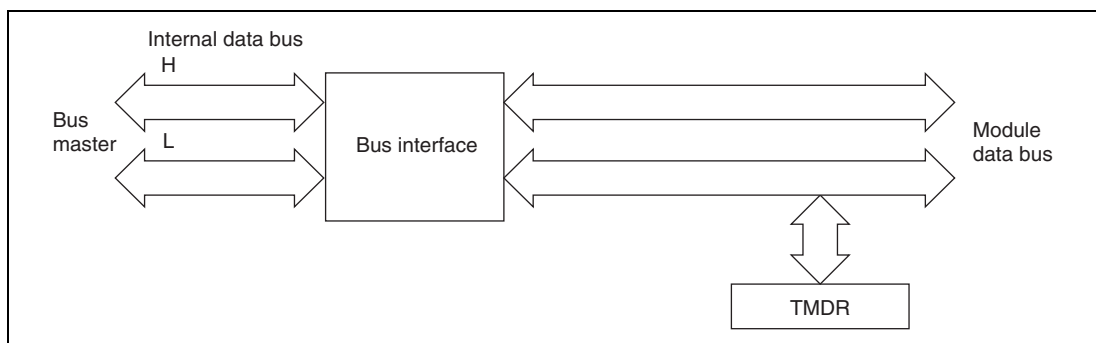 Internal data bus
H
Bus
master
L
Bus interface
Module
data bus
TMDR